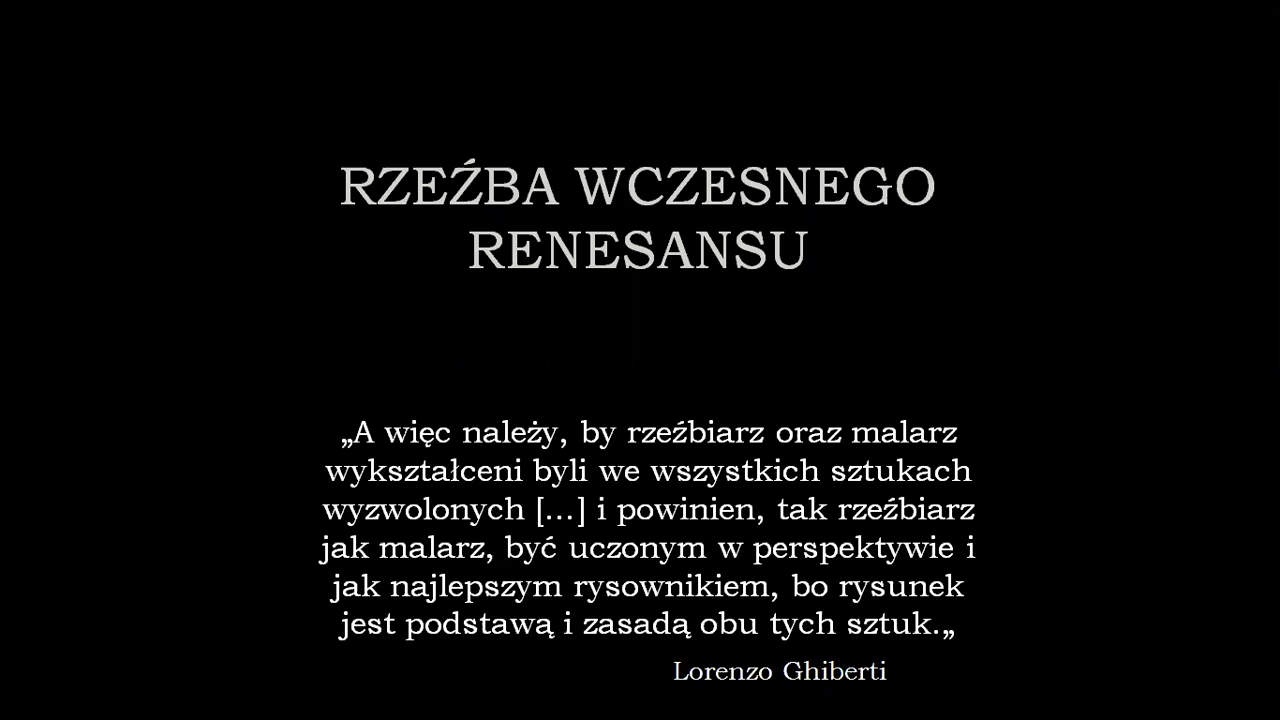 RZEŹBA WCZESNEGO
RENESANSU
„A więc należy, by rzeźbiarz oraz malarz
wykształceni byli we wszystkich sztukach
wyzwolonych [...] i powinien, tak rzeźbiarz
jak malarz, być uczonym w perspektywie i
jak najlepszym rysownikiem, bo rysunek
jest podstawą i zasadą obu tych sztuk.„
Lorenzo Ghiberti